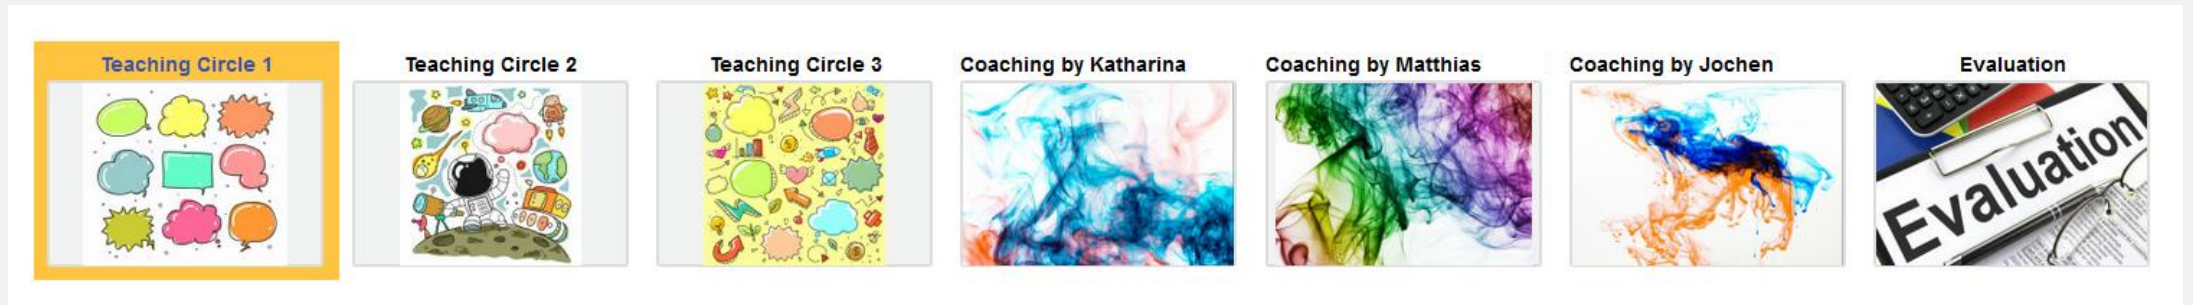 Teaching Circle 1
Teaching Circle 2
Teaching Circle 3
Coaching by Katharina
Coaching by Matthias
Coaching by Jochen
Evaluation
Evaluation